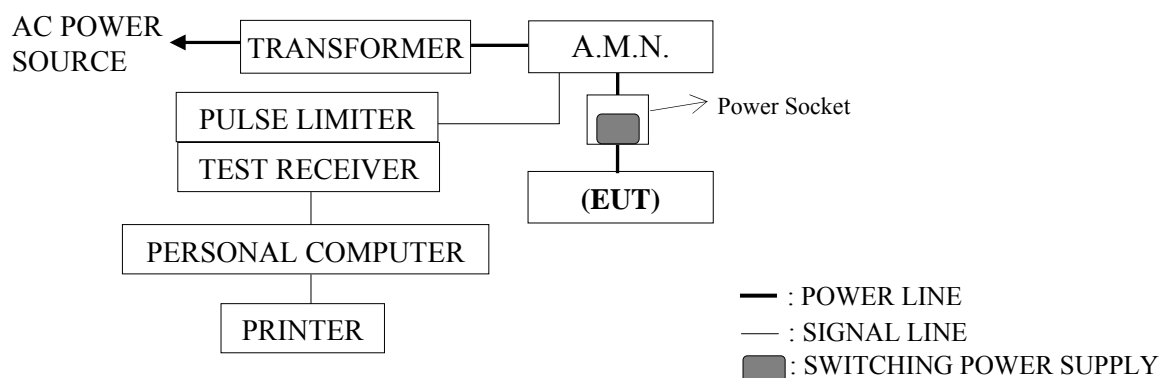 AC POWER
SOURCE
TRANSFORMER
A.M.N.
Power Socket
PULSE LIMITER
TEST RECEIVER
(EUT)
PERSONAL COMPUTER
PRINTER
: POWER LINE
: SIGNAL LINE
: SWITCHING POWER SUPPLY